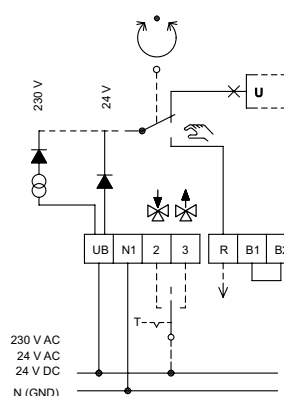 230 V
24 V
U
UB N1 2 3 R B1 B2
T
230 V AC
24 V AC
24 V DC
N (GND)